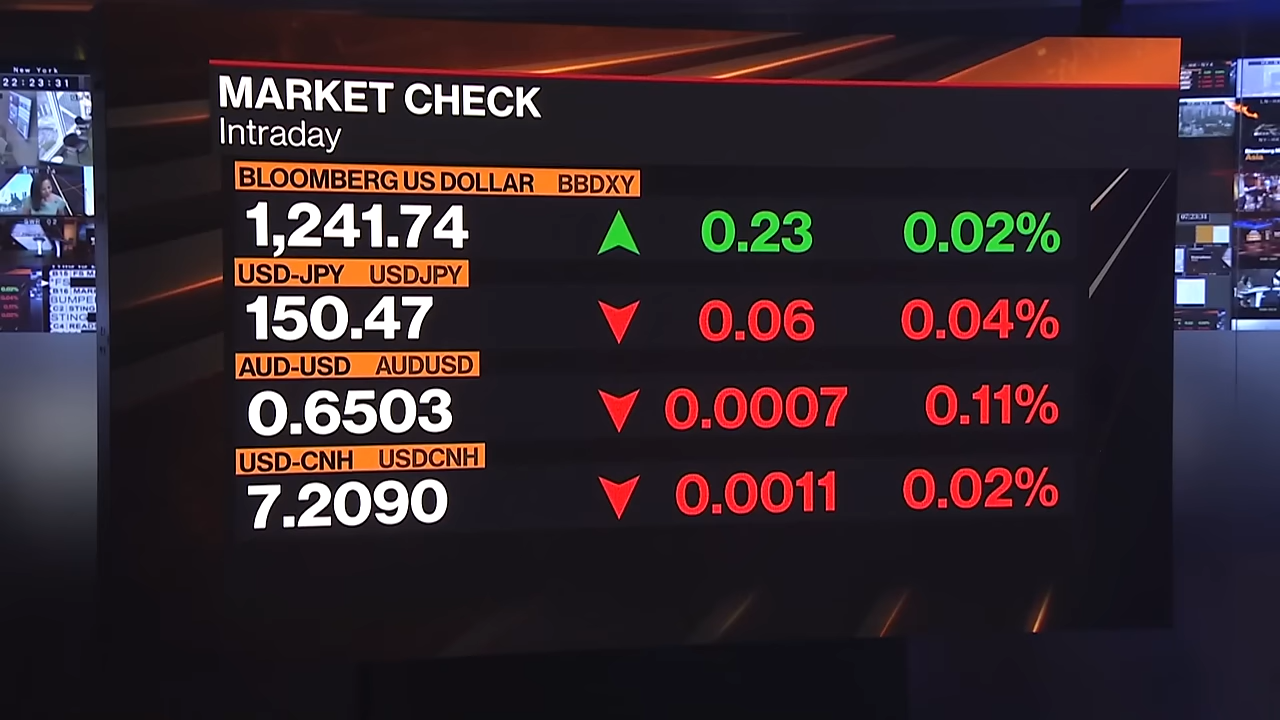 New York
22:23:31
MARKET CHECK
Intraday
BLOOMBERG US DOLLAR BBDXY
1,241.74 0.23 0.02%
USD-JPY USDJPY
150.47 0.06 0.04%
AUD-USD AUDUSD
0.6503 0.0007 0.11%
USD-CNH USDCNH
7.2090 0.0011 0.02%
Asia